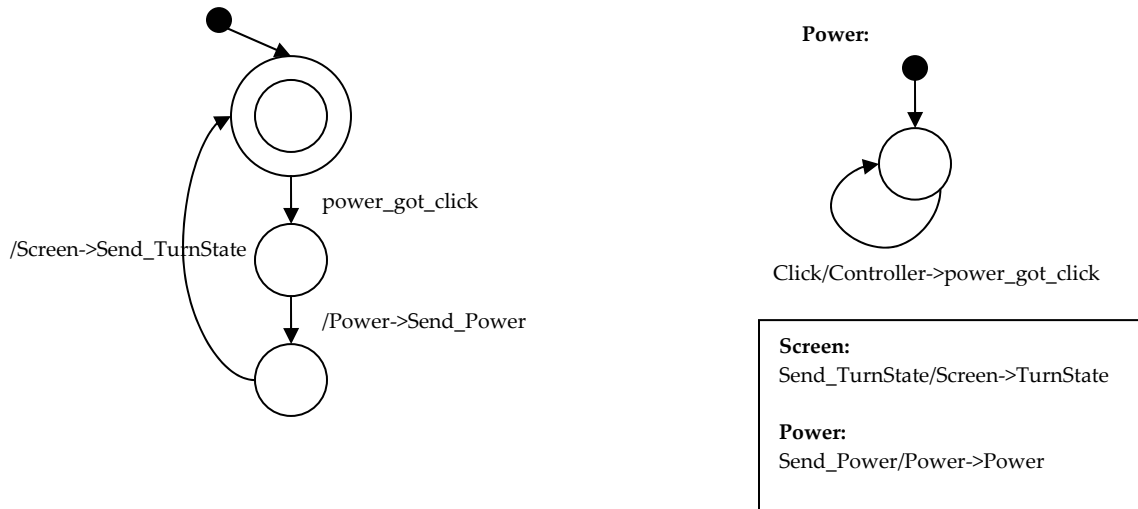 Power:
power_got_click
/Screen->Send_TurnState
Click/Controller->power_got_click
/Power->Send_Power
Screen:
Send_TurnState/Screen->TurnState
Power:
Send_Power/Power->Power